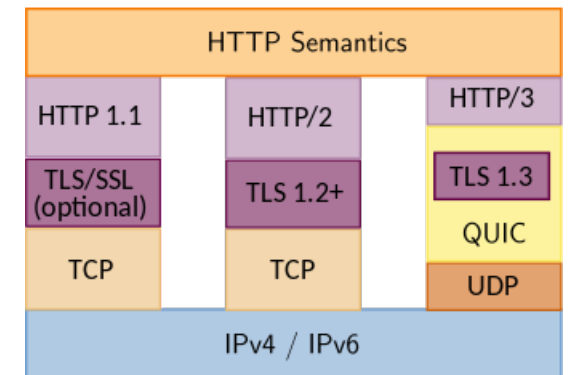 HTTP Semantics
HTTP 1.1
TLS/SSL
(optional)
TCP
HTTP/2
TLS 1.2+
TCP
HTTP/3
TLS 1.3
QUIC
UDP
IPv4 / IPv6